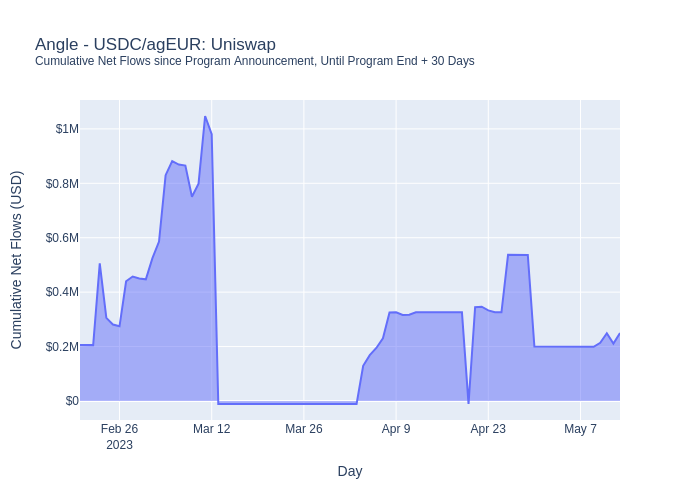 Angle - USDC/agEUR: Uniswap
Cumulative Net Flows since Program Announcement, Until Program End + 30 Days
Cumulative Net Flows (USD)
$1M
$0.8M
$0.6M
$0.4M
$0.2M
$0
Feb 26 Mar 12 Mar 26 Apr 9 Apr 23 May 7
2023
Day